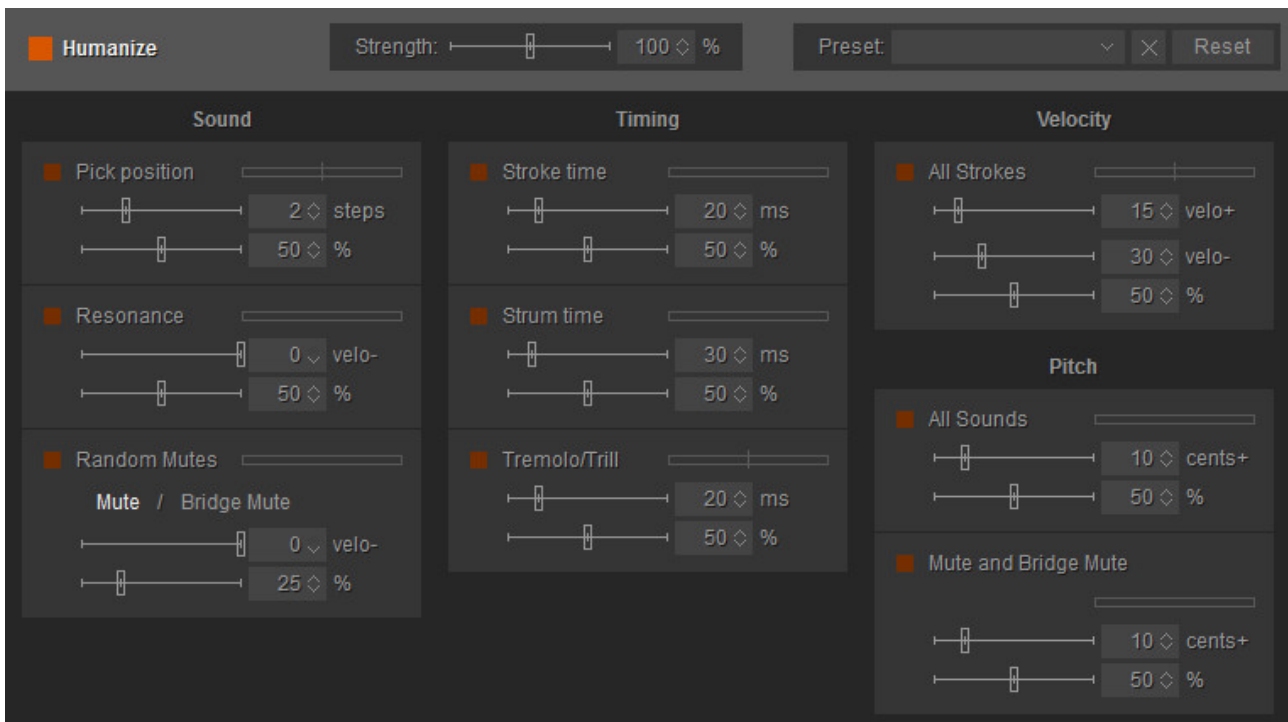 Humanize
Strength: 100 %
Preset: Reset
Sound
Pick position
2 steps
50 %
Resonance
0 velo-
50 %
Random Mutes
Mute / Bridge Mute
0 velo-
25 %
Timing
Stroke time
20 ms
50 %
Strum time
30 ms
50 %
Tremolo/Trill
20 ms
50 %
Velocity
All Strokes
15 velo+
30 velo-
50 %
Pitch
All Sounds
10 cents+
50 %
Mute and Bridge Mute
10 cents+
50 %